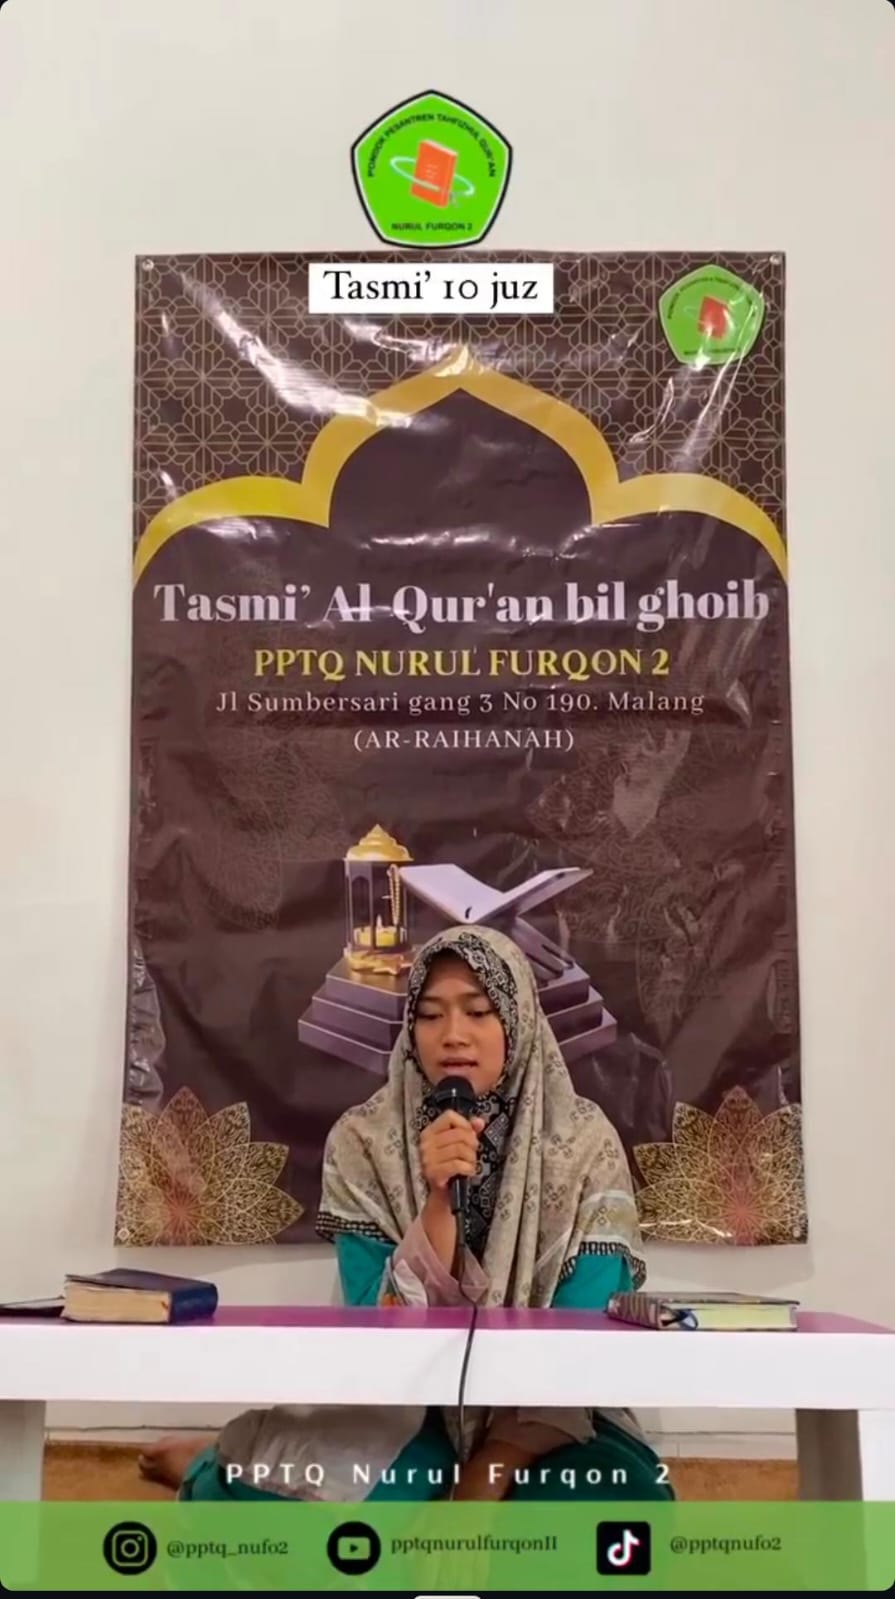 PONDOK PESANTREN TAHFIZHUL QUR'AN
NURUL FURQON 2
Tasmi' 10 juz
Tasmi' Al-Qur'an bil ghoib
PPTQ NURUL FURQON 2
Jl Sumbersari gang 3 No 190. Malang
(AR-RAIHANAH)
PPTQ Nurul Furqon 2
@pptq_nufo2
pptqnurulfurqonII
@pptqnufo2